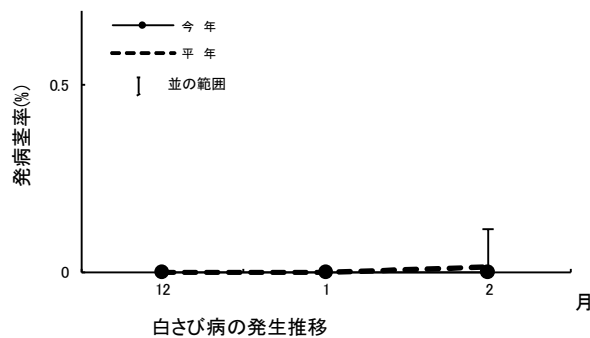 今 年
平 年
並の範囲
発病茎率(%)
0.5
0
12 1 2
月
白さび病の発生推移